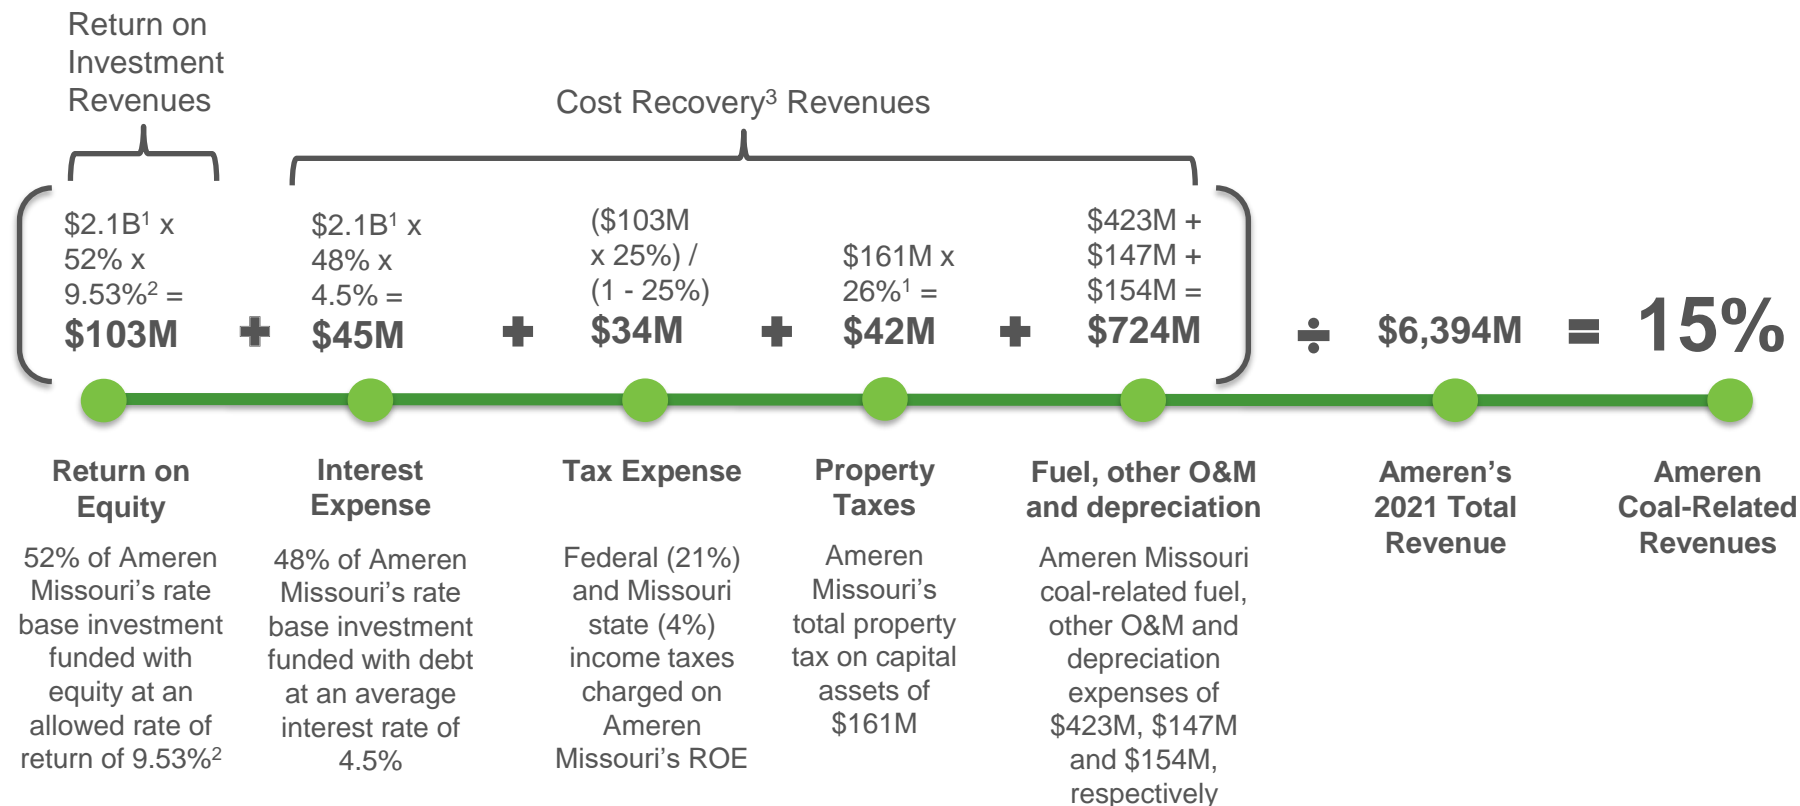 Return on
Investment
Revenues
Cost Recovery³ Revenues
$2.1B¹ x
52% x
9.53%² =
$103M
+
$2.1B¹ x
48% x
4.5% =
$45M
+
($103M
x 25%) /
(1 - 25%)
$34M
+
$161M x
26%¹ =
$42M
+
$423M +
$147M +
$154M =
$724M
÷
$6,394M
=
15%
Return on
Equity
52% of Ameren
Missouri’s rate
base investment
funded with
equity at an
allowed rate of
return of 9.53%²
Interest
Expense
48% of Ameren
Missouri’s rate
base investment
funded with debt
at an average
interest rate of
4.5%
Tax Expense
Federal (21%)
and Missouri
state (4%)
income taxes
charged on
Ameren
Missouri’s ROE
Property
Taxes
Ameren
Missouri’s
total property
tax on capital
assets of
$161M
Fuel, other O&M
and depreciation
Ameren Missouri
coal-related fuel,
other O&M and
depreciation
expenses of
$423M, $147M
and $154M,
respectively
Ameren’s
2021 Total
Revenue
Ameren
Coal-Related
Revenues